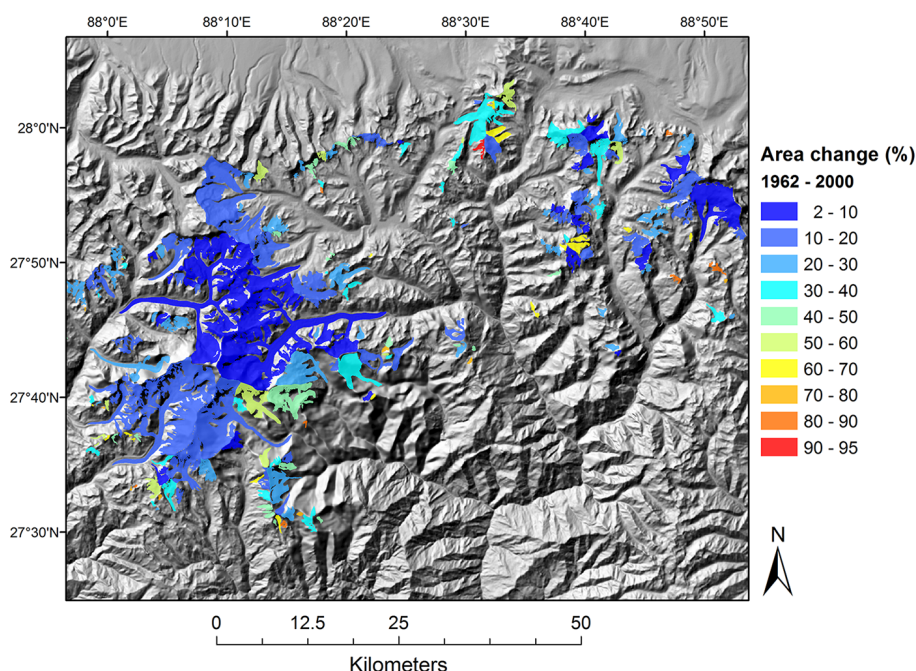 88°0'E 88°10'E 88°20'E 88°30'E 88°40'E 88°50'E
28°0'N
27°50'N
27°40'N
27°30'N
Area change (%)
1962 - 2000
2 - 10
10 - 20
20 - 30
30 - 40
40 - 50
50 - 60
60 - 70
70 - 80
80 - 90
90 - 95
N
0 12.5 25 50
Kilometers